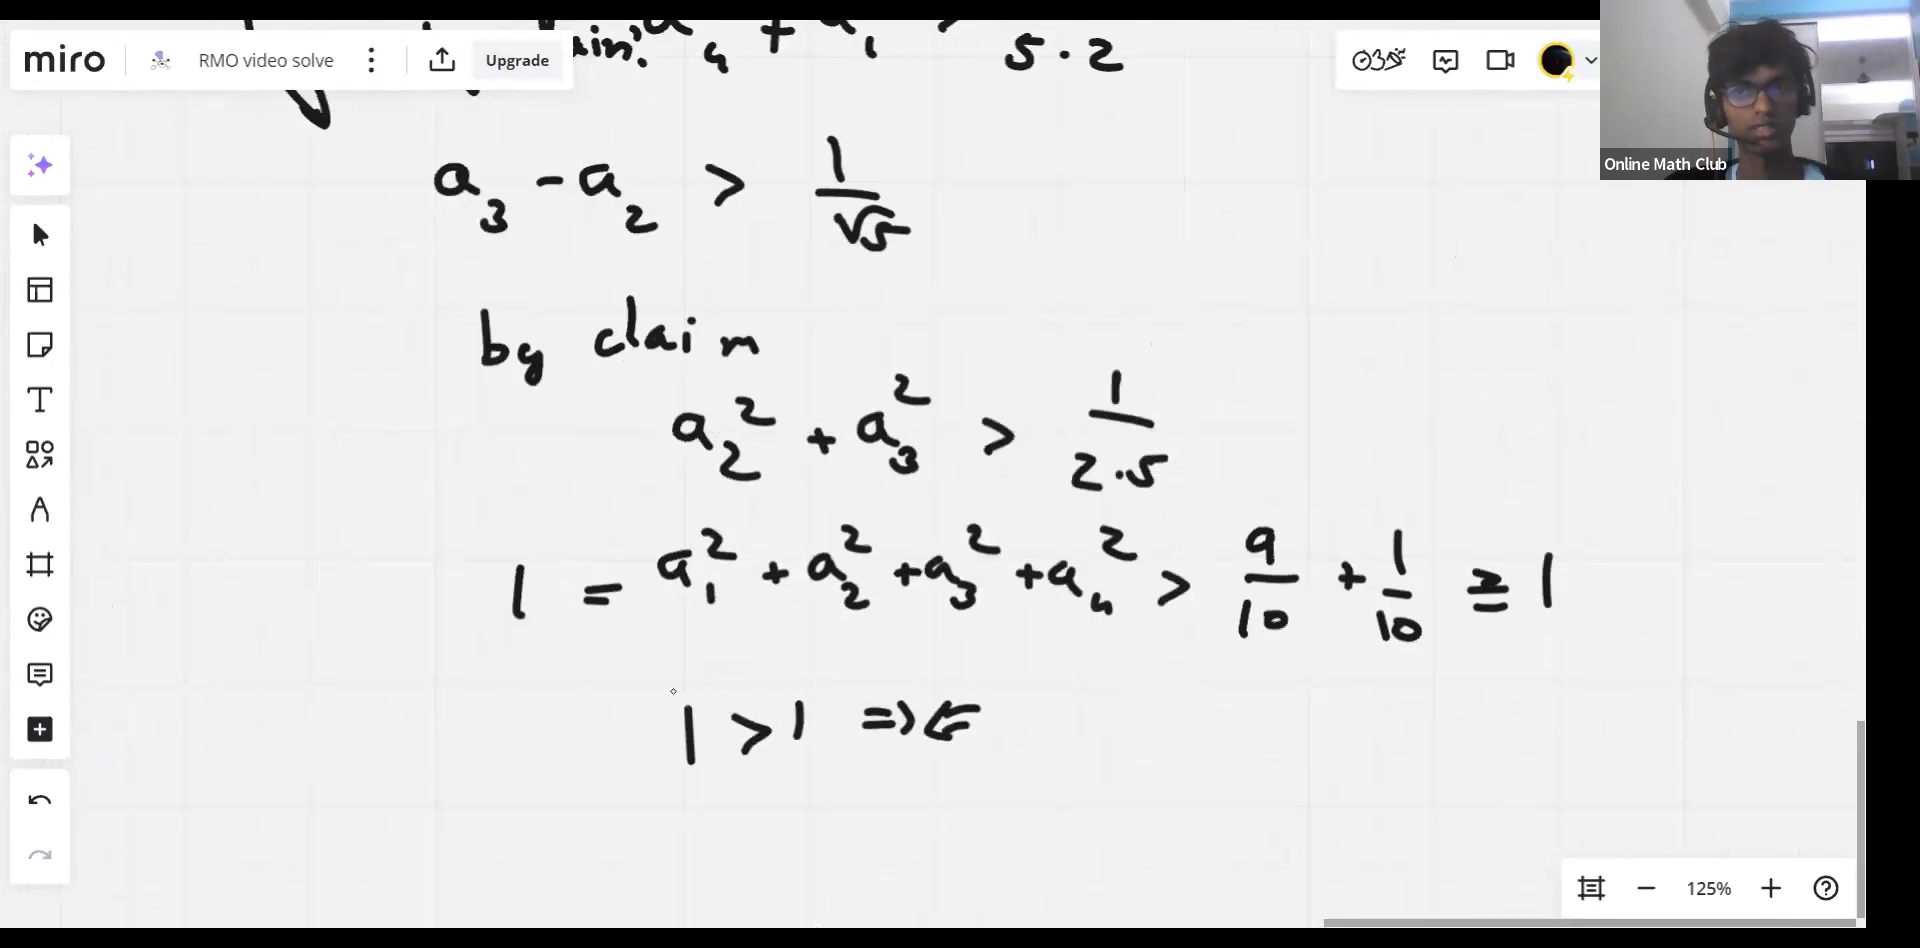 miro
RMO video solve
Upgrade
5·2
Online Math Club
a₃ - a₂ > 1/√5
by claim
a₂² + a₃² > 1/2·5
1 = a₁² + a₂² + a₃² + a₄² > 9/10 + 1/10 ≥ 1
1 > 1 ⇒⇐
125%